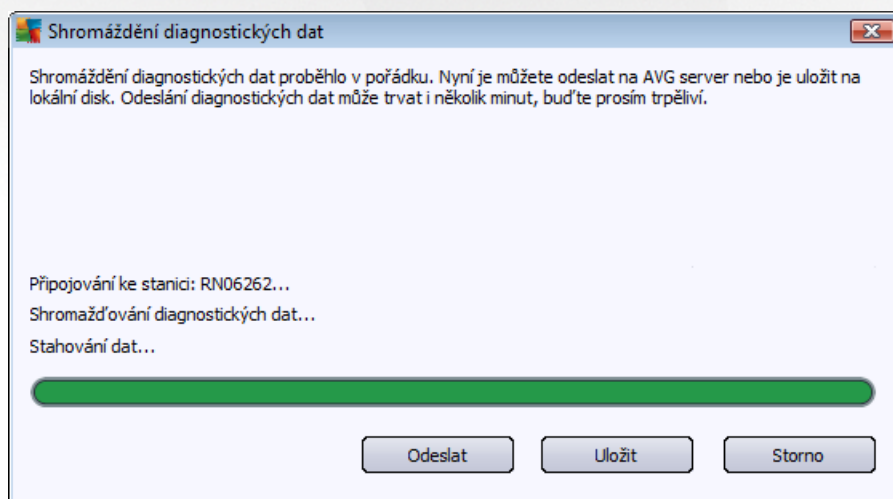 Shromáždění diagnostických dat
Shromáždění diagnostických dat proběhlo v pořádku. Nyní je můžete odeslat na AVG server nebo je uložit na
lokální disk. Odeslání diagnostických dat může trvat i několik minut, buďte prosím trpěliví.
Připojování ke stanici: RN06262...
Shromažďování diagnostických dat...
Stahování dat...
Odeslat Uložit Storno